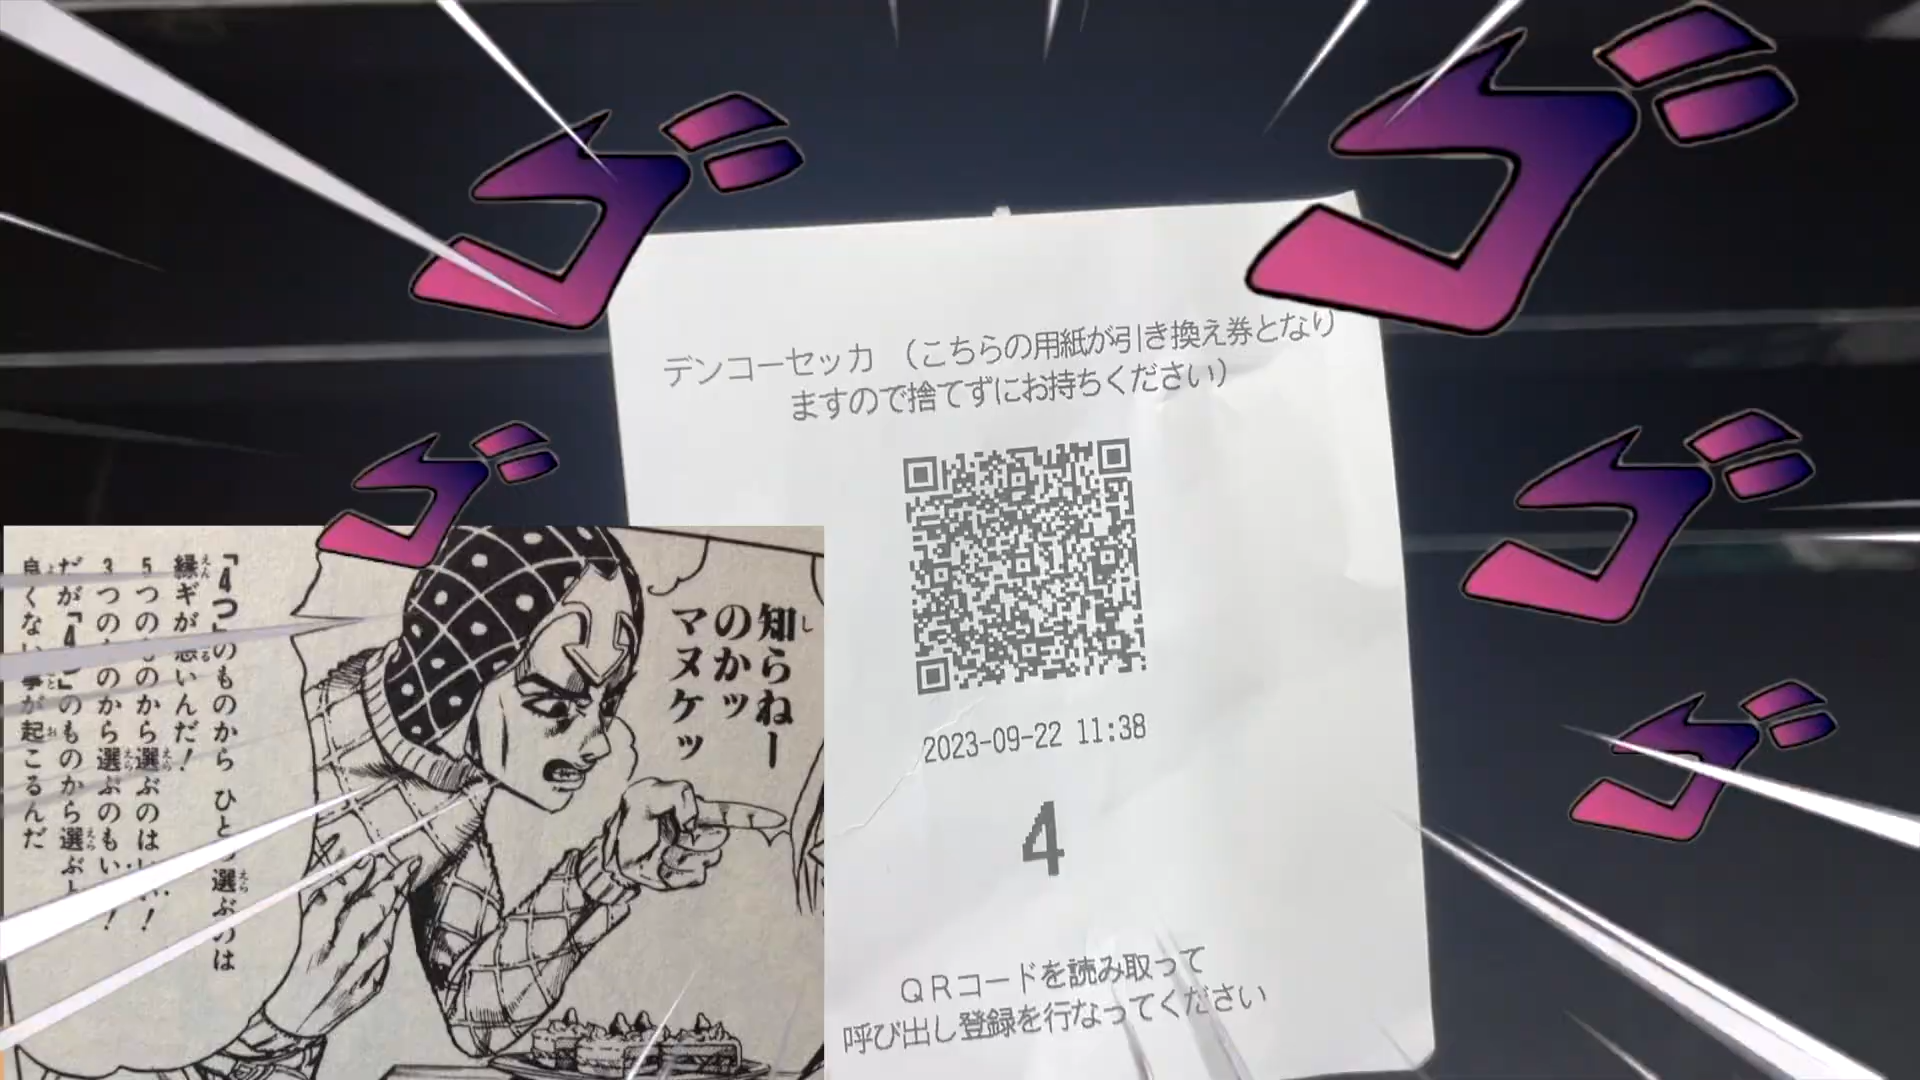 ゴ
ゴ
ゴ
ゴ
ゴ
デンコーセッカ （こちらの用紙が引き換え券となり
ますので捨てずにお持ちください）
2023-09-22 11:38
4
ＱＲコードを読み取って
呼び出し登録を行なってください
知らねー
のかッ
マヌケッ
「4つ」のものから ひとつ選ぶのは
縁ギが悪いんだ！
5つのものから選ぶのはいい！
3つのものから選ぶのもいい！
だが「4つ」のものから選ぶと
良くない事が起こるんだ